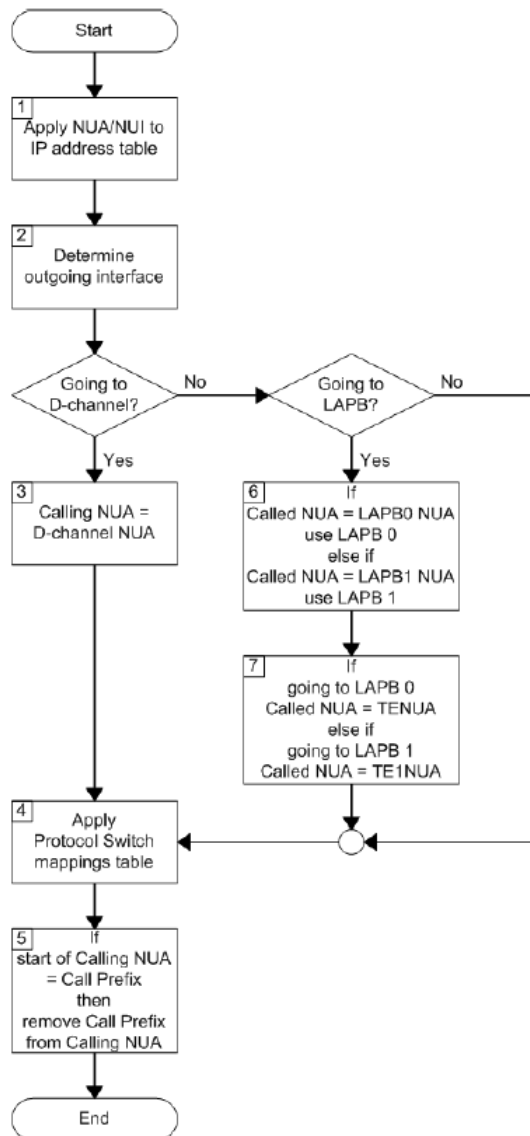 Start
1
Apply NUA/NUI to
IP address table
2
Determine
outgoing interface
Going to
D-channel?
No
Going to
LAPB?
No
Yes
Yes
3
Calling NUA =
D-channel NUA
6
If
Called NUA = LAPB0 NUA
use LAPB 0
else if
Called NUA = LAPB1 NUA
use LAPB 1
7
If
going to LAPB 0
Called NUA = TENUA
else if
going to LAPB 1
Called NUA = TE1NUA
4
Apply
Protocol Switch
mappings table
5
If
start of Calling NUA
= Call Prefix
then
remove Call Prefix
from Calling NUA
End